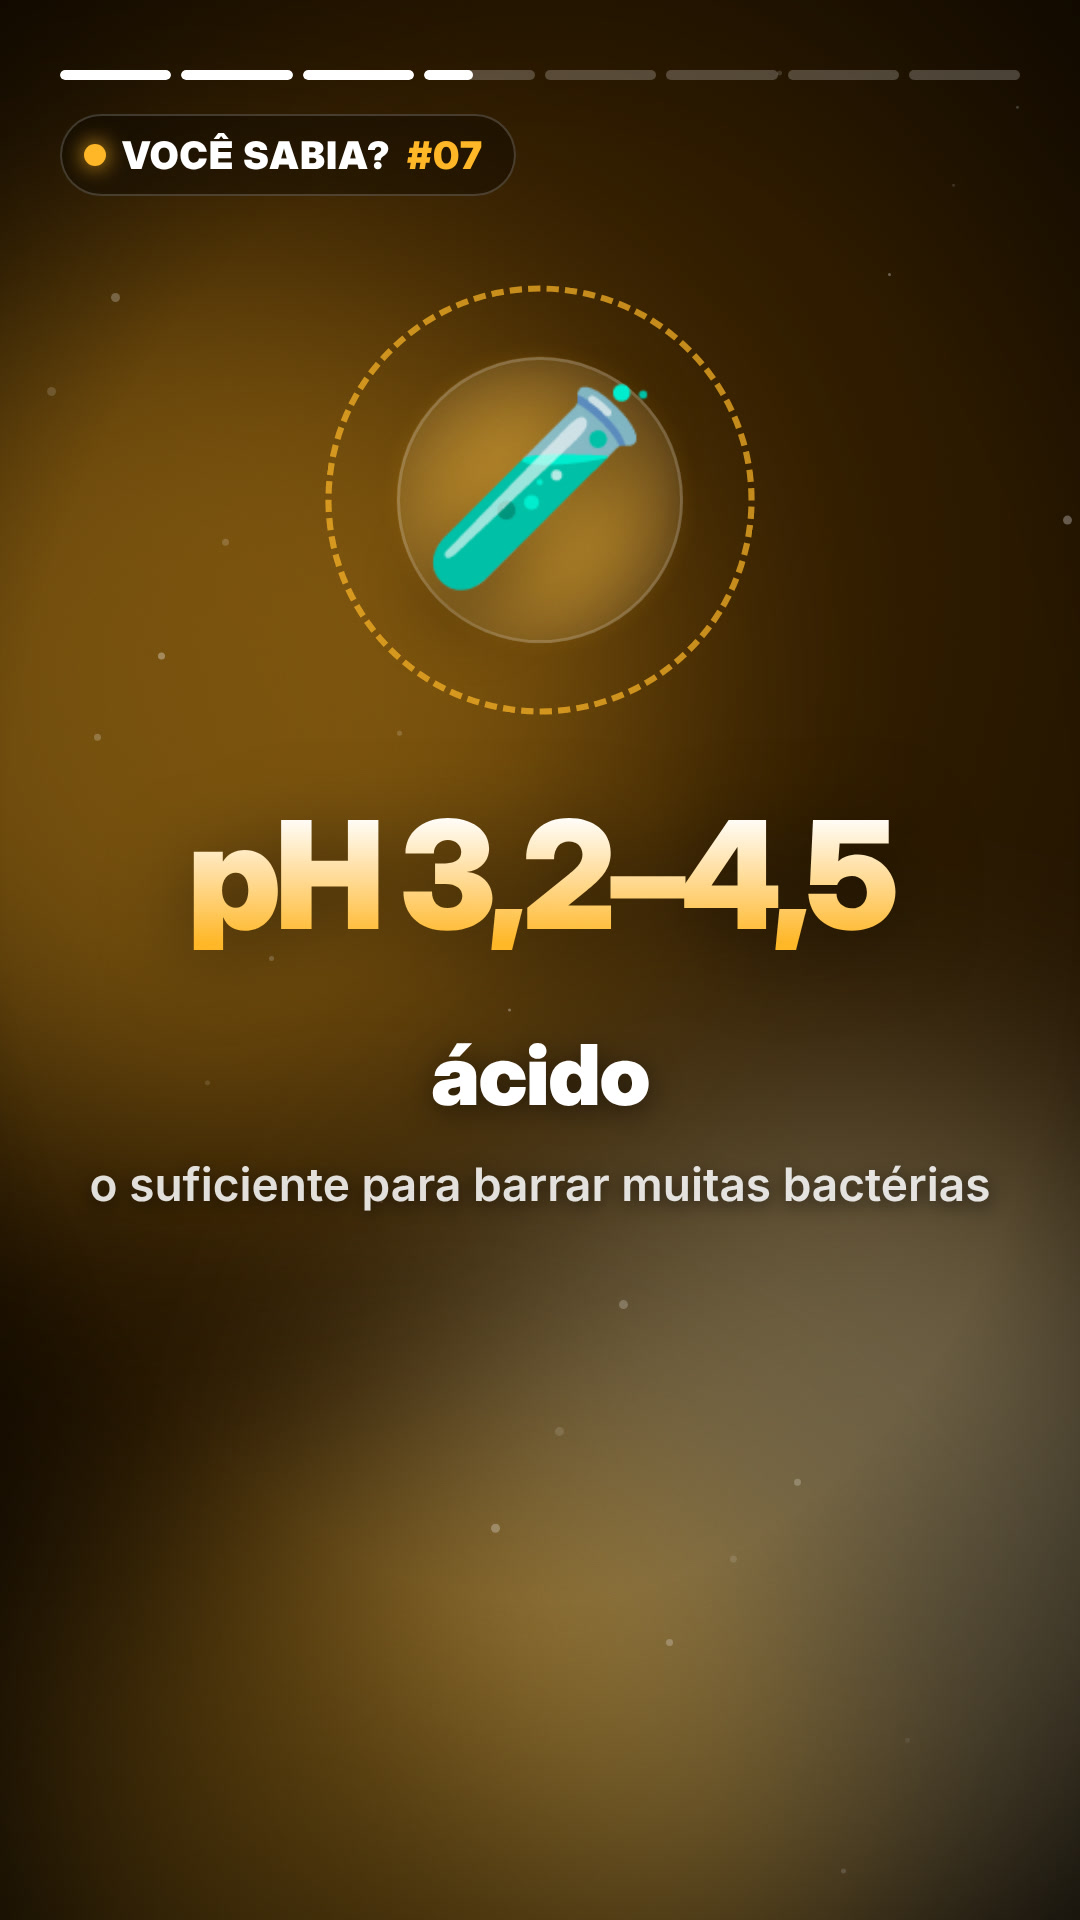 VOCÊ SABIA? #07
pH 3,2–4,5
ácido
o suficiente para barrar muitas bactérias